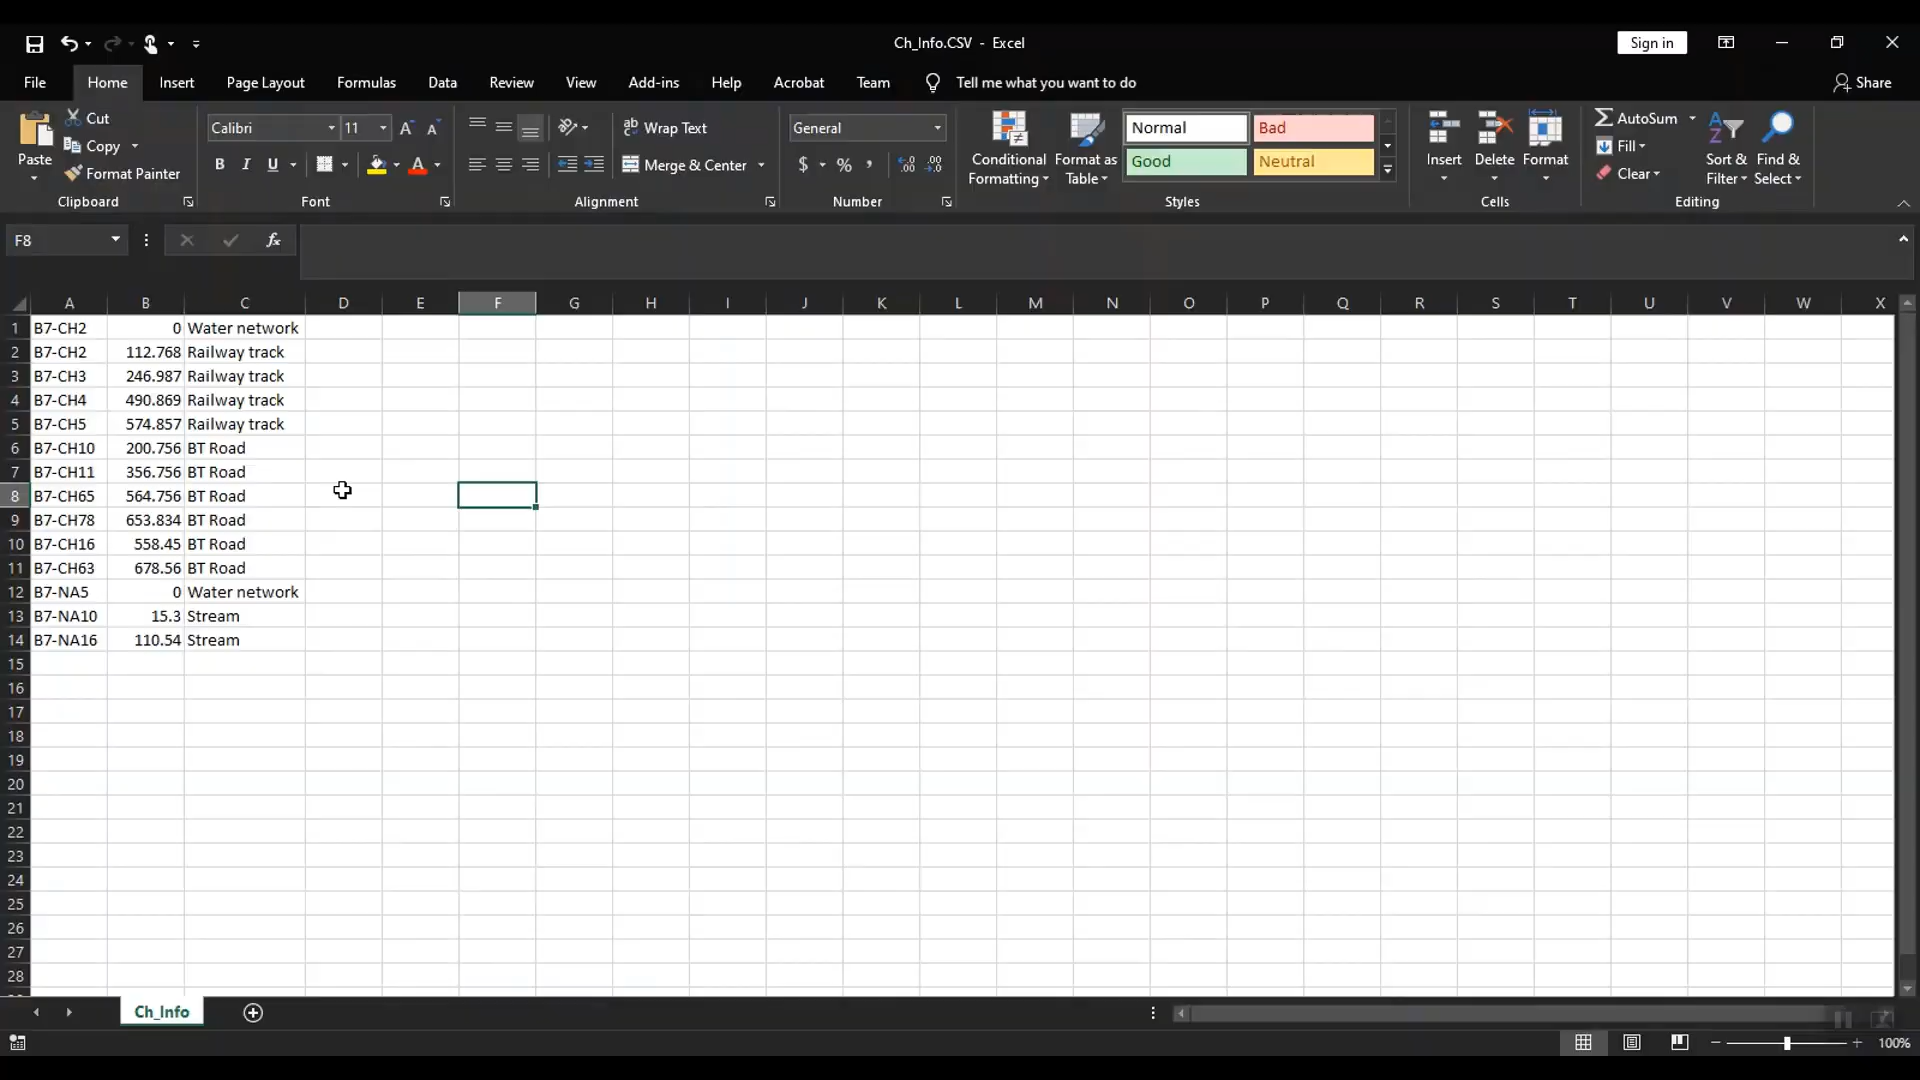 Ch_Info.CSV - Excel
Sign in
File Home Insert Page Layout Formulas Data Review View Add-ins Help Acrobat Team Tell me what you want to do Share
Paste Cut Copy Format Painter
Clipboard
Calibri 11
B I U A A A
Font
ab Wrap Text
Merge & Center
Alignment
General
$ % , .00 .00
Number
Conditional Formatting
Format as Table
Normal Bad
Good Neutral
Styles
Insert Delete Format
Cells
AutoSum
Fill
Clear
Sort & Filter
Find & Select
Editing
F8 fx
A B C D E F G H I J K L M N O P Q R S T U V W X
1 B7-CH2 0 Water network
2 B7-CH2 112.768 Railway track
3 B7-CH3 246.987 Railway track
4 B7-CH4 490.869 Railway track
5 B7-CH5 574.857 Railway track
6 B7-CH10 200.756 BT Road
7 B7-CH11 356.756 BT Road
8 B7-CH65 564.756 BT Road
9 B7-CH78 653.834 BT Road
10 B7-CH16 558.45 BT Road
11 B7-CH63 678.56 BT Road
12 B7-NA5 0 Water network
13 B7-NA10 15.3 Stream
14 B7-NA16 110.54 Stream
15
16
17
18
19
20
21
22
23
24
25
26
27
28
Ch_Info
100%